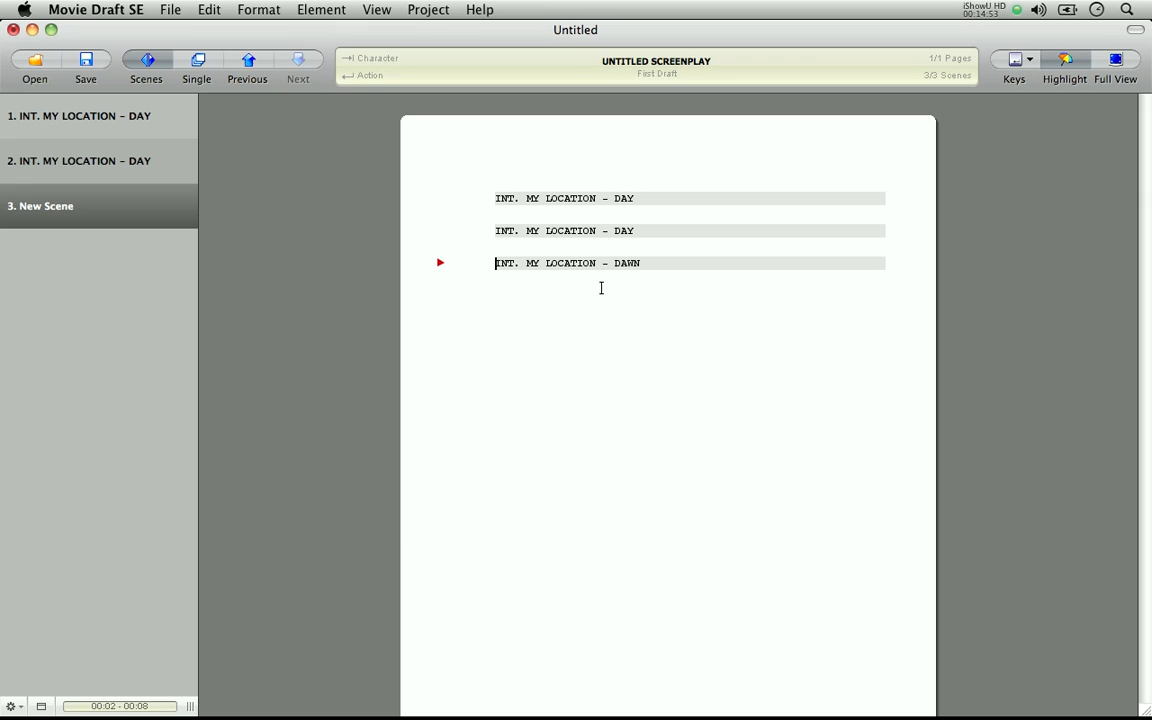 Movie Draft SE File Edit Format View Element View Project Help
iShowU HD
00:14:53
Untitled
Open Save Scenes Single Previous Next
Character
Action
UNTITLED SCREENPLAY
First Draft
1/1 Pages
3/3 Scenes
Keys Highlight Full View
1. INT. MY LOCATION - DAY
2. INT. MY LOCATION - DAY
3. New Scene
INT. MY LOCATION - DAY
INT. MY LOCATION - DAY
INT. MY LOCATION - DAWN
00:02 - 00:08